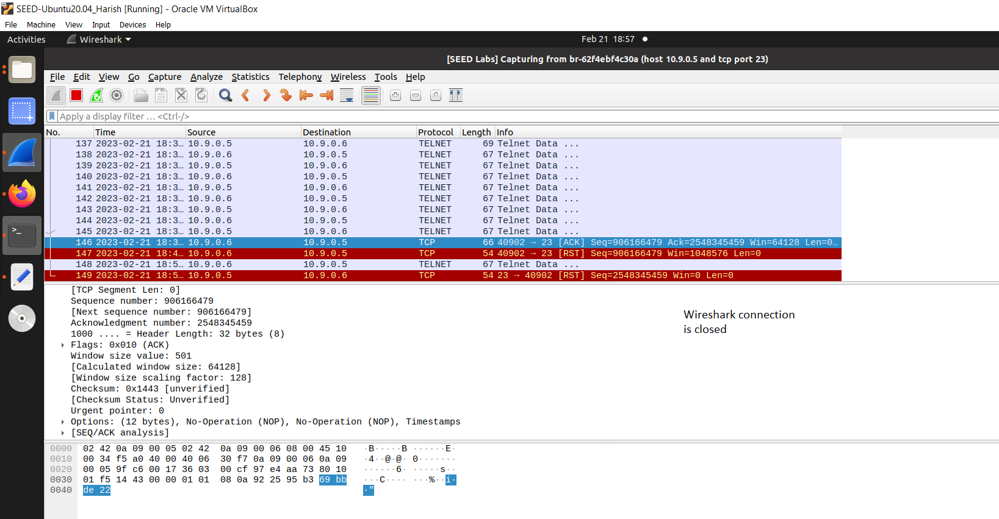 SEED-Ubuntu20.04_Harish [Running] - Oracle VM VirtualBox
File Machine View Input Devices Help
Activities Wireshark Feb 21 18:57
[SEED Labs] Capturing from br-62f4ebf4c30a (host 10.9.0.5 and tcp port 23)
File Edit View Go Capture Analyze Statistics Telephony Wireless Tools Help
Apply a display filter ... <Ctrl-/>
No. Time Source Destination Protocol Length Info
137 2023-02-21 18:3... 10.9.0.5 10.9.0.6 TELNET 69 Telnet Data ...
138 2023-02-21 18:3... 10.9.0.6 10.9.0.5 TELNET 67 Telnet Data ...
139 2023-02-21 18:3... 10.9.0.5 10.9.0.6 TELNET 67 Telnet Data ...
140 2023-02-21 18:3... 10.9.0.6 10.9.0.5 TELNET 67 Telnet Data ...
141 2023-02-21 18:3... 10.9.0.5 10.9.0.6 TELNET 67 Telnet Data ...
142 2023-02-21 18:3... 10.9.0.6 10.9.0.5 TELNET 67 Telnet Data ...
143 2023-02-21 18:3... 10.9.0.5 10.9.0.6 TELNET 67 Telnet Data ...
144 2023-02-21 18:3... 10.9.0.6 10.9.0.5 TELNET 67 Telnet Data ...
145 2023-02-21 18:3... 10.9.0.5 10.9.0.6 TELNET 67 Telnet Data ...
146 2023-02-21 18:3... 10.9.0.6 10.9.0.5 TCP 66 40902 → 23 [ACK] Seq=906166479 Ack=2548345459 Win=64128 Len=0...
147 2023-02-21 18:4... 10.9.0.6 10.9.0.5 TCP 54 40902 → 23 [RST] Seq=906166479 Win=1048576 Len=0
148 2023-02-21 18:5... 10.9.0.6 10.9.0.5 TELNET 67 Telnet Data ...
149 2023-02-21 18:5... 10.9.0.5 10.9.0.6 TCP 54 23 → 40902 [RST] Seq=2548345459 Win=0 Len=0
[TCP Segment Len: 0]
Sequence number: 906166479
[Next sequence number: 906166479]
Acknowledgment number: 2548345459
1000 .... = Header Length: 32 bytes (8)
Flags: 0x010 (ACK)
Window size value: 501
[Calculated window size: 64128]
[Window size scaling factor: 128]
Checksum: 0x1443 [unverified]
[Checksum Status: Unverified]
Urgent pointer: 0
Options: (12 bytes), No-Operation (NOP), No-Operation (NOP), Timestamps
[SEQ/ACK analysis]
Wireshark connection
is closed
0000 02 42 0a 09 00 05 02 42 0a 09 00 06 08 00 45 10 ·B·····B ······E·
0010 00 34 f5 a0 40 00 40 06 30 f7 0a 09 00 06 0a 09 ·4··@·@· 0·······
0020 00 05 9f c6 00 17 36 03 00 cf 97 e4 aa 73 80 10 ······6· ·····s··
0030 01 f5 14 43 00 00 01 01 08 0a 92 25 95 b3 69 bb ···C···· ···%··i·
0040 de 22 ·"